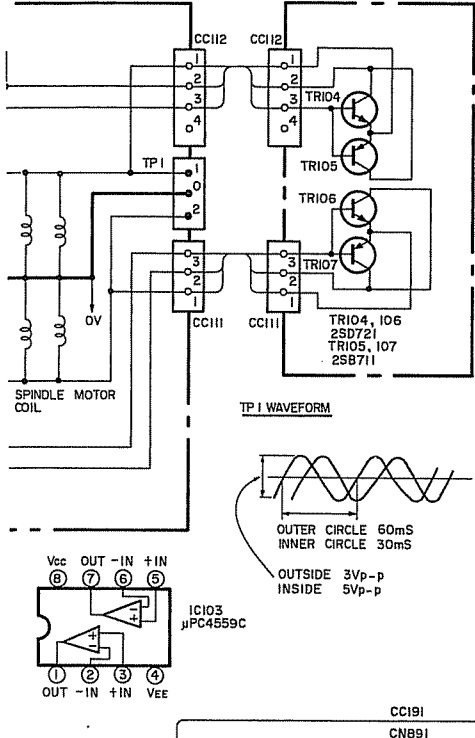 CC112
CC112
1
2
3
4
1
2
3
4
TR104
TR105
TP1
1
0
2
TR106
TR107
3
2
1
3
2
1
CC111
CC111
0V
TR104, 106
2SD721
TR105, 107
2SB711
SPINDLE MOTOR
COIL
TP1 WAVEFORM
OUTER CIRCLE 60mS
INNER CIRCLE 30mS
OUTSIDE 3Vp-p
INSIDE 5Vp-p
Vcc OUT -IN +IN
8 7 6 5
- +
IC103
μPC4559C
+ -
1 2 3 4
OUT -IN +IN VEE
CC191
CN891